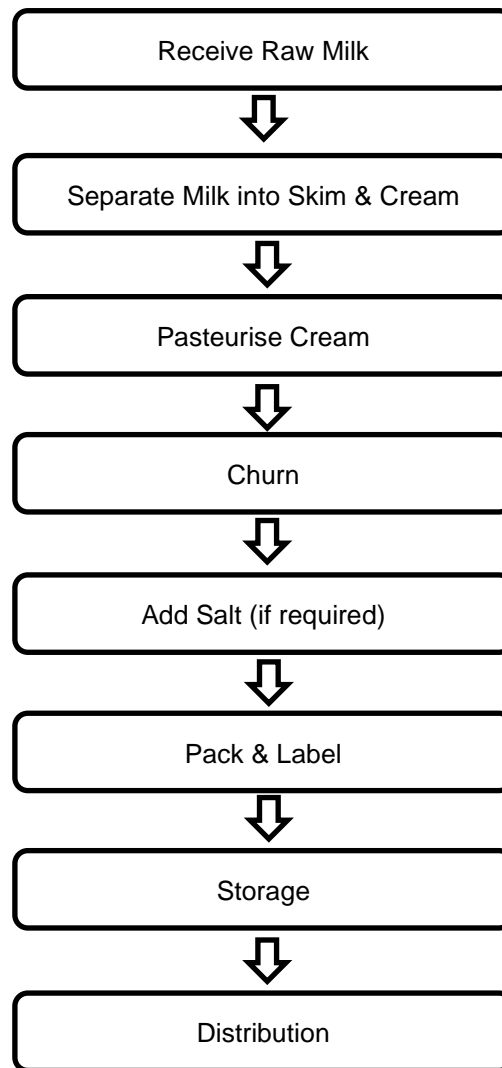 Receive Raw Milk
Separate Milk into Skim & Cream
Pasteurise Cream
Churn
Add Salt (if required)
Pack & Label
Storage
Distribution